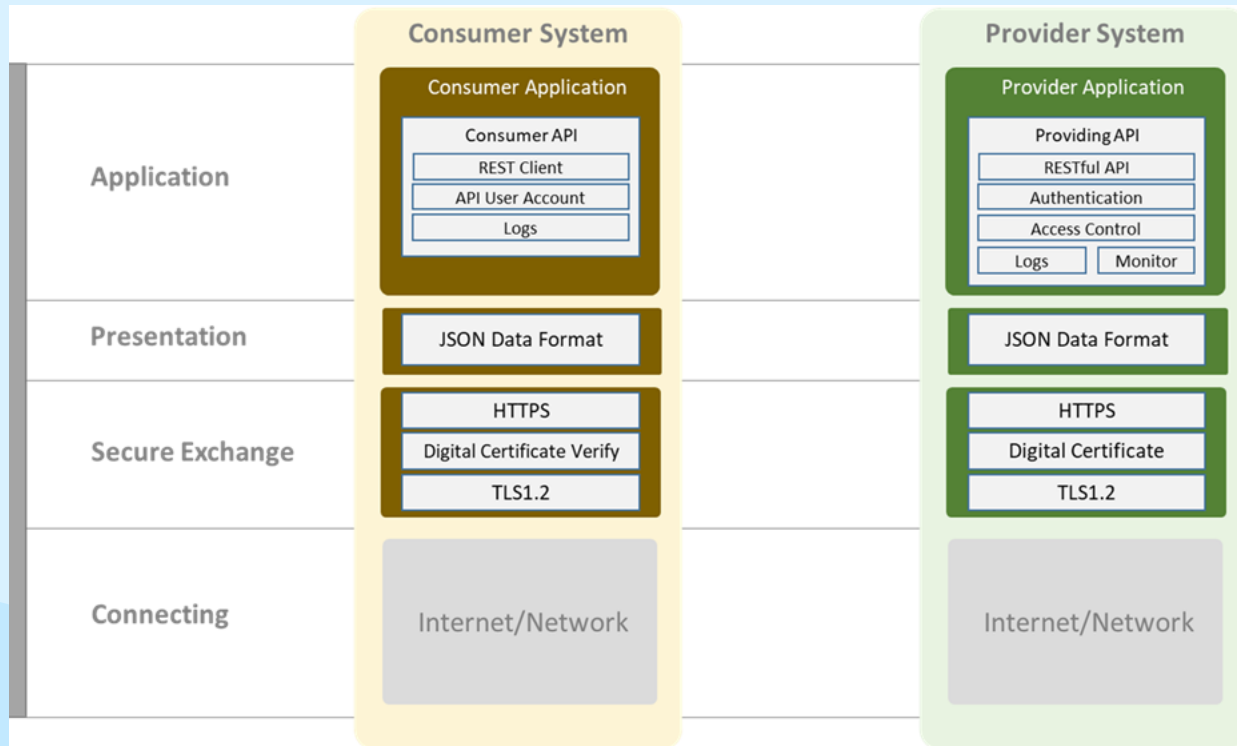 Consumer System
Provider System
Application
Consumer Application
Consumer API
REST Client
API User Account
Logs
Provider Application
Providing API
RESTful API
Authentication
Access Control
Logs
Monitor
Presentation
JSON Data Format
JSON Data Format
Secure Exchange
HTTPS
Digital Certificate Verify
TLS1.2
HTTPS
Digital Certificate
TLS1.2
Connecting
Internet/Network
Internet/Network